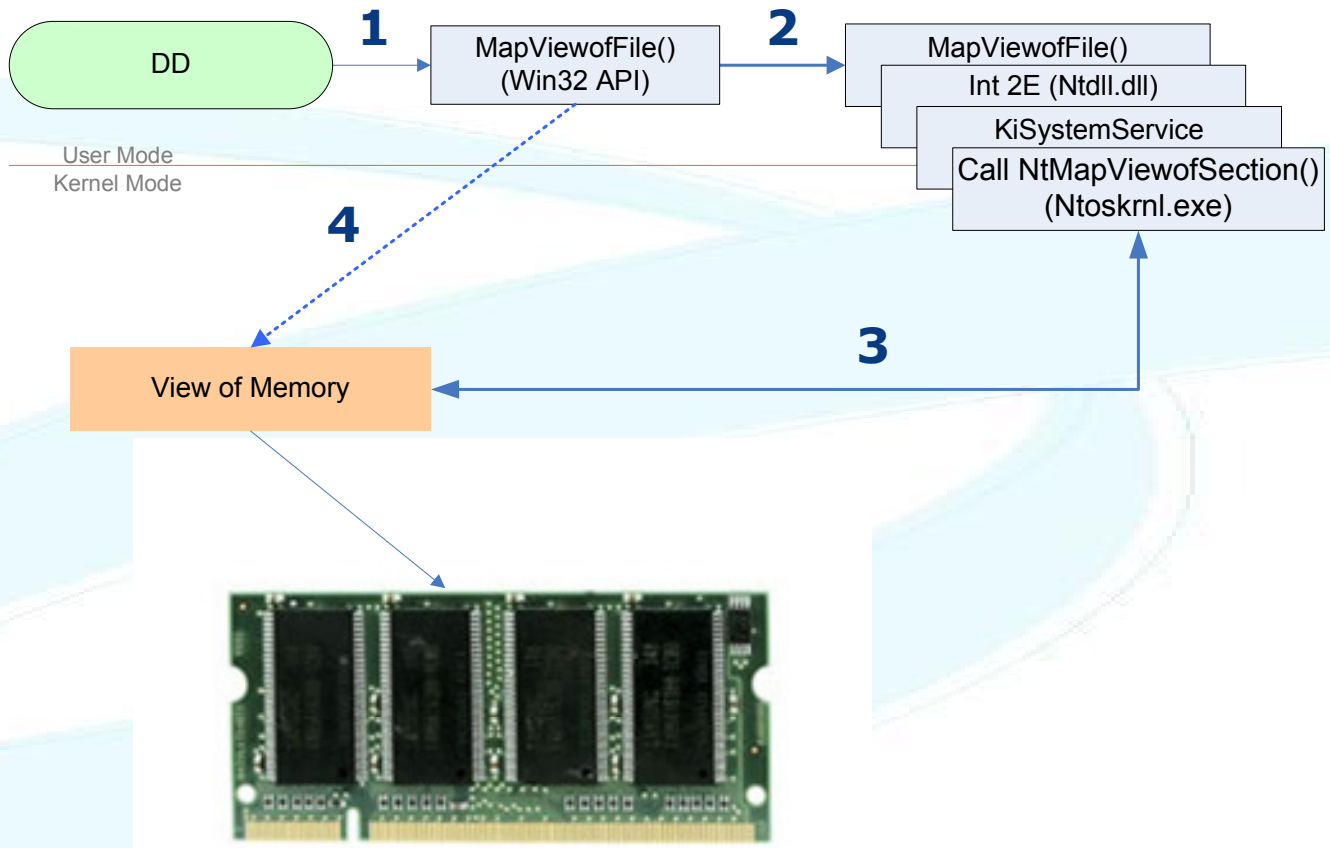 1
2
DD
MapViewofFile()
(Win32 API)
MapViewofFile()
Int 2E (Ntdll.dll)
KiSystemService
Call NtMapViewofSection()
(Ntoskrnl.exe)
User Mode
Kernel Mode
4
3
View of Memory